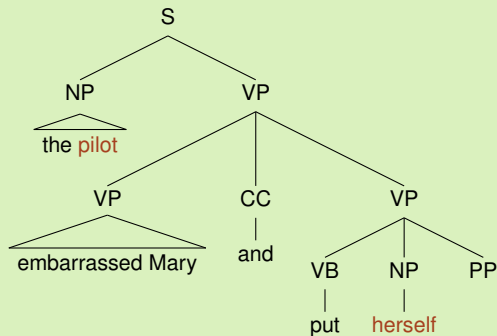 S
NP VP
the pilot
VP CC VP
embarrassed Mary and
VB NP PP
put herself